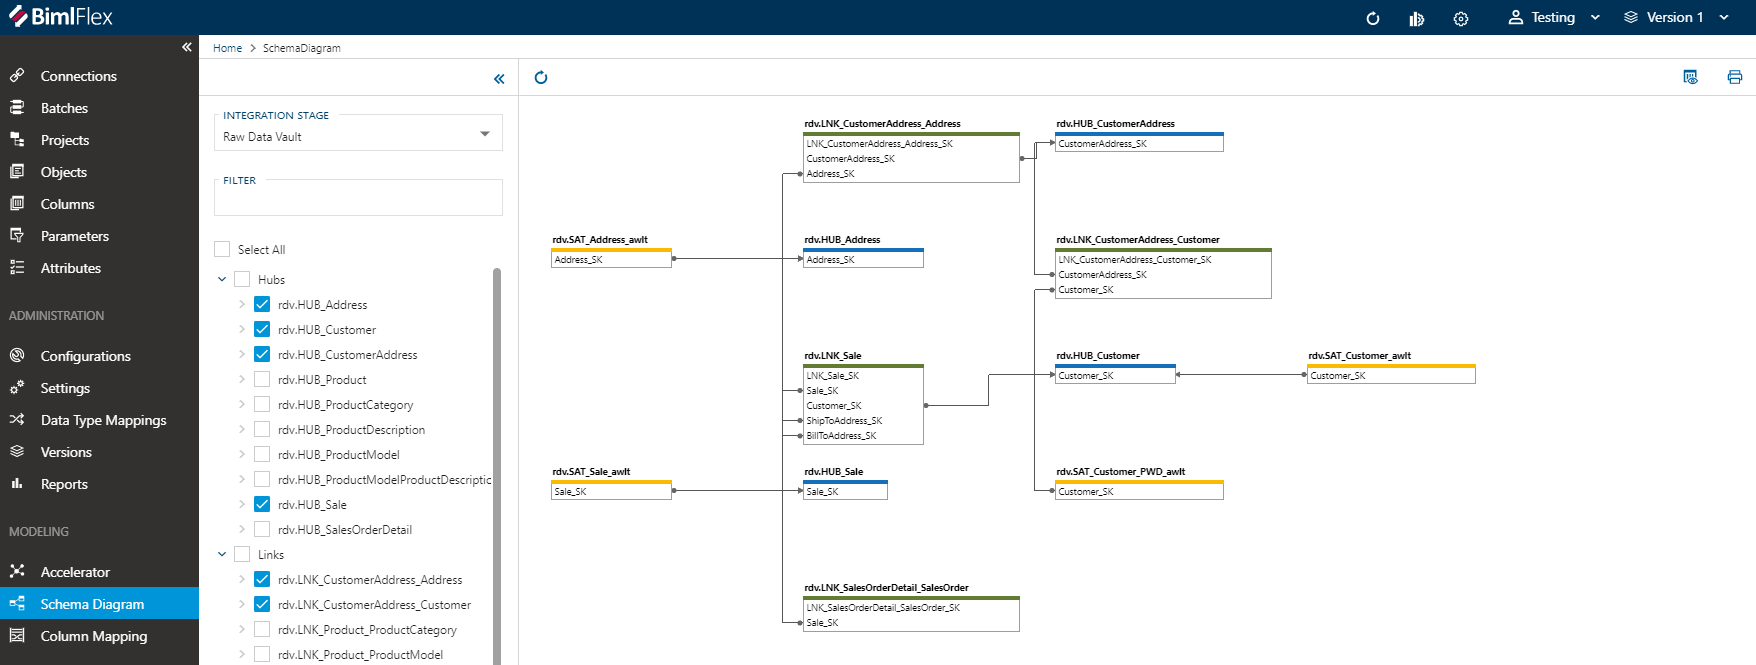 BimlFlex
Testing
Version 1
Connections
Batches
Projects
Objects
Columns
Parameters
Attributes
ADMINISTRATION
Configurations
Settings
Data Type Mappings
Versions
Reports
MODELING
Accelerator
Schema Diagram
Column Mapping
Home > SchemaDiagram
INTEGRATION STAGE
Raw Data Vault
FILTER
Select All
Hubs
rdv.HUB_Address
rdv.HUB_Customer
rdv.HUB_CustomerAddress
rdv.HUB_Product
rdv.HUB_ProductCategory
rdv.HUB_ProductDescription
rdv.HUB_ProductModel
rdv.HUB_ProductModelProductDescriptic
rdv.HUB_Sale
rdv.HUB_SalesOrderDetail
Links
rdv.LNK_CustomerAddress_Address
rdv.LNK_CustomerAddress_Customer
rdv.LNK_Product_ProductCategory
rdv.LNK_Product_ProductModel
rdv.LNK_CustomerAddress_Address
LNK_CustomerAddress_Address_SK
CustomerAddress_SK
Address_SK
rdv.HUB_CustomerAddress
CustomerAddress_SK
rdv.SAT_Address_awlt
Address_SK
rdv.HUB_Address
Address_SK
rdv.LNK_CustomerAddress_Customer
LNK_CustomerAddress_Customer_SK
CustomerAddress_SK
Customer_SK
rdv.LNK_Sale
LNK_Sale_SK
Sale_SK
Customer_SK
ShipToAddress_SK
BillToAddress_SK
rdv.HUB_Customer
Customer_SK
rdv.SAT_Customer_awlt
Customer_SK
rdv.SAT_Sale_awlt
Sale_SK
rdv.HUB_Sale
Sale_SK
rdv.SAT_Customer_PWD_awlt
Customer_SK
rdv.LNK_SalesOrderDetail_SalesOrder
LNK_SalesOrderDetail_SalesOrder_SK
Sale_SK